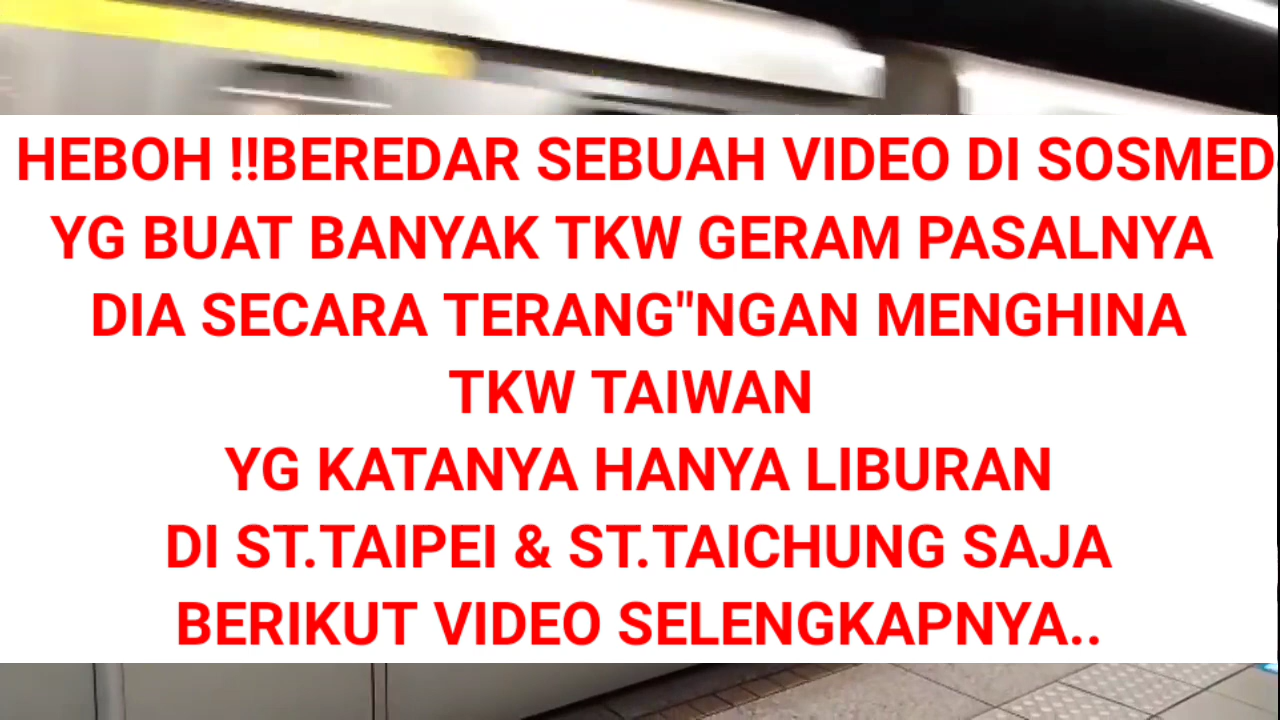 HEBOH !!BEREDAR SEBUAH VIDEO DI SOSMED
YG BUAT BANYAK TKW GERAM PASALNYA
DIA SECARA TERANG"NGAN MENGHINA
TKW TAIWAN
YG KATANYA HANYA LIBURAN
DI ST.TAIPEI & ST.TAICHUNG SAJA
BERIKUT VIDEO SELENGKAPNYA..